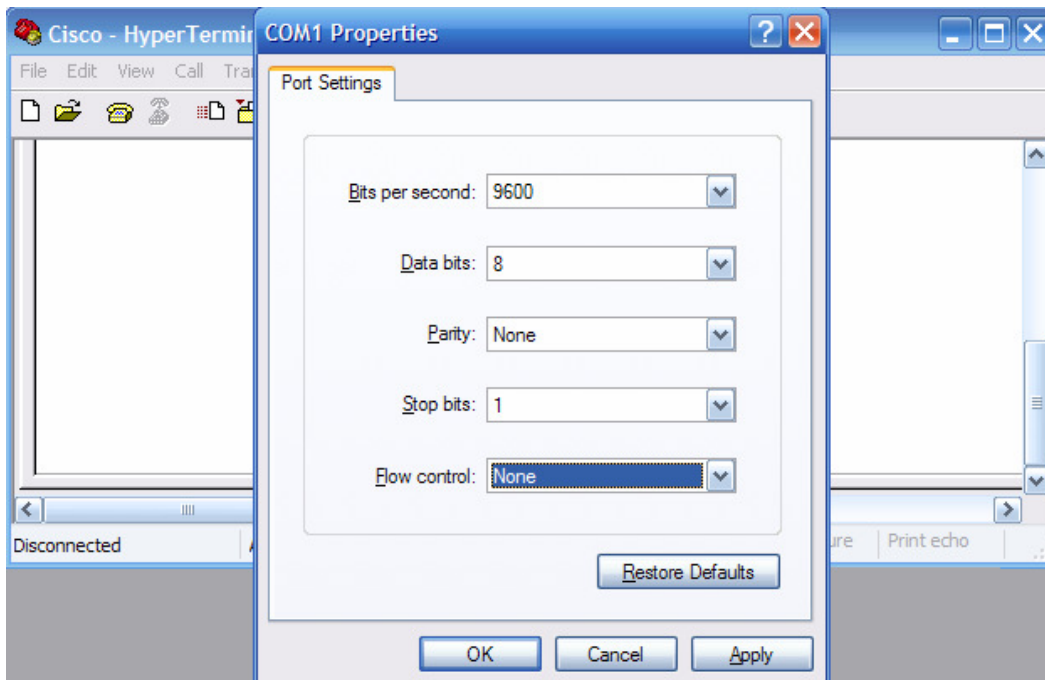 Cisco - HyperTermin
COM1 Properties
File Edit View Call Tra
Port Settings
Bits per second: 9600
Data bits: 8
Parity: None
Stop bits: 1
Flow control: None
Disconnected
ure
Print echo
Restore Defaults
OK
Cancel
Apply